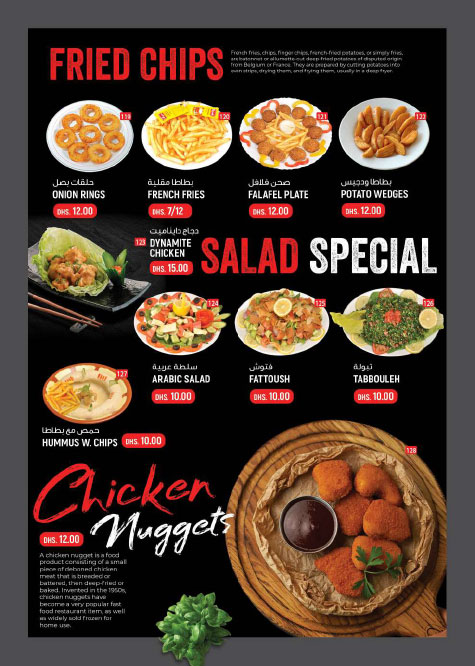 FRIED CHIPS
French fries, chips, finger chips, french-fried potatoes, or simply fries,
are batonnet or allumette-cut deep-fried potatoes of disputed origin
from Belgium or France. They are prepared by cutting potatoes into
even strips, drying them, and frying them, usually in a deep fryer.
119
120
121
122
حلقات بصل
ONION RINGS
DHS. 12.00
بطاطا مقلية
FRENCH FRIES
DHS. 7/12
صحن فلافل
FALAFEL PLATE
DHS. 12.00
بطاطا ودجيس
POTATO WEDGES
DHS. 12.00
دجاج دايناميت
123 DYNAMITE
CHICKEN
DHS. 15.00
SALAD SPECIAL
124
125
126
سلطة عربية
ARABIC SALAD
DHS. 10.00
فتوش
FATTOUSH
DHS. 10.00
تبولة
TABBOULEH
DHS. 10.00
127
حمص مع بطاطا
HUMMUS W. CHIPS DHS. 10.00
128
Chicken
Nuggets
DHS. 12.00
A chicken nugget is a food
product consisting of a small
piece of deboned chicken
meat that is breaded or
battered, then deep-fried or
baked. Invented in the 1950s,
chicken nuggets have
become a very popular fast
food restaurant item, as well
as widely sold frozen for
home use.